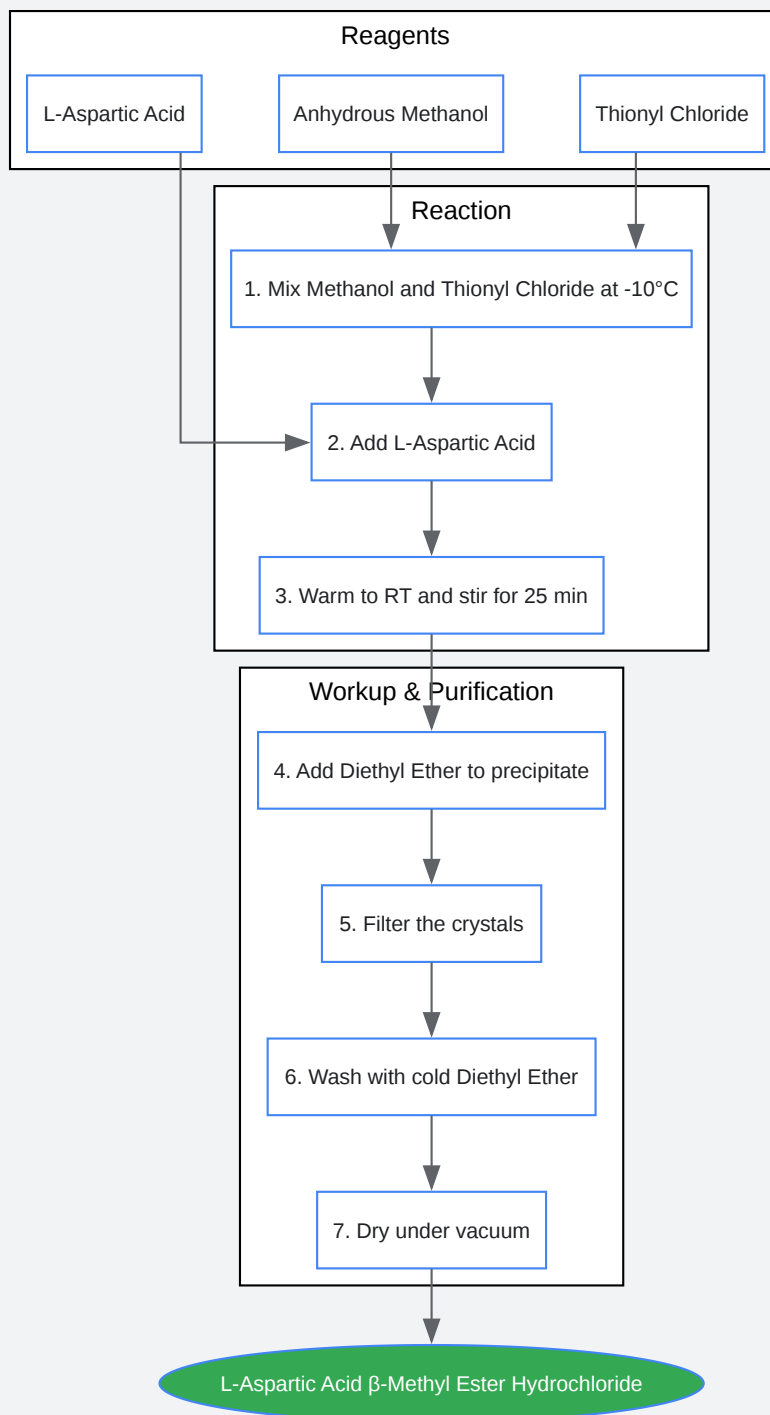 Reagents
L-Aspartic Acid
Anhydrous Methanol
Thionyl Chloride
Reaction
1. Mix Methanol and Thionyl Chloride at -10°C
2. Add L-Aspartic Acid
3. Warm to RT and stir for 25 min
Workup & Purification
4. Add Diethyl Ether to precipitate
5. Filter the crystals
6. Wash with cold Diethyl Ether
7. Dry under vacuum
L-Aspartic Acid β-Methyl Ester Hydrochloride